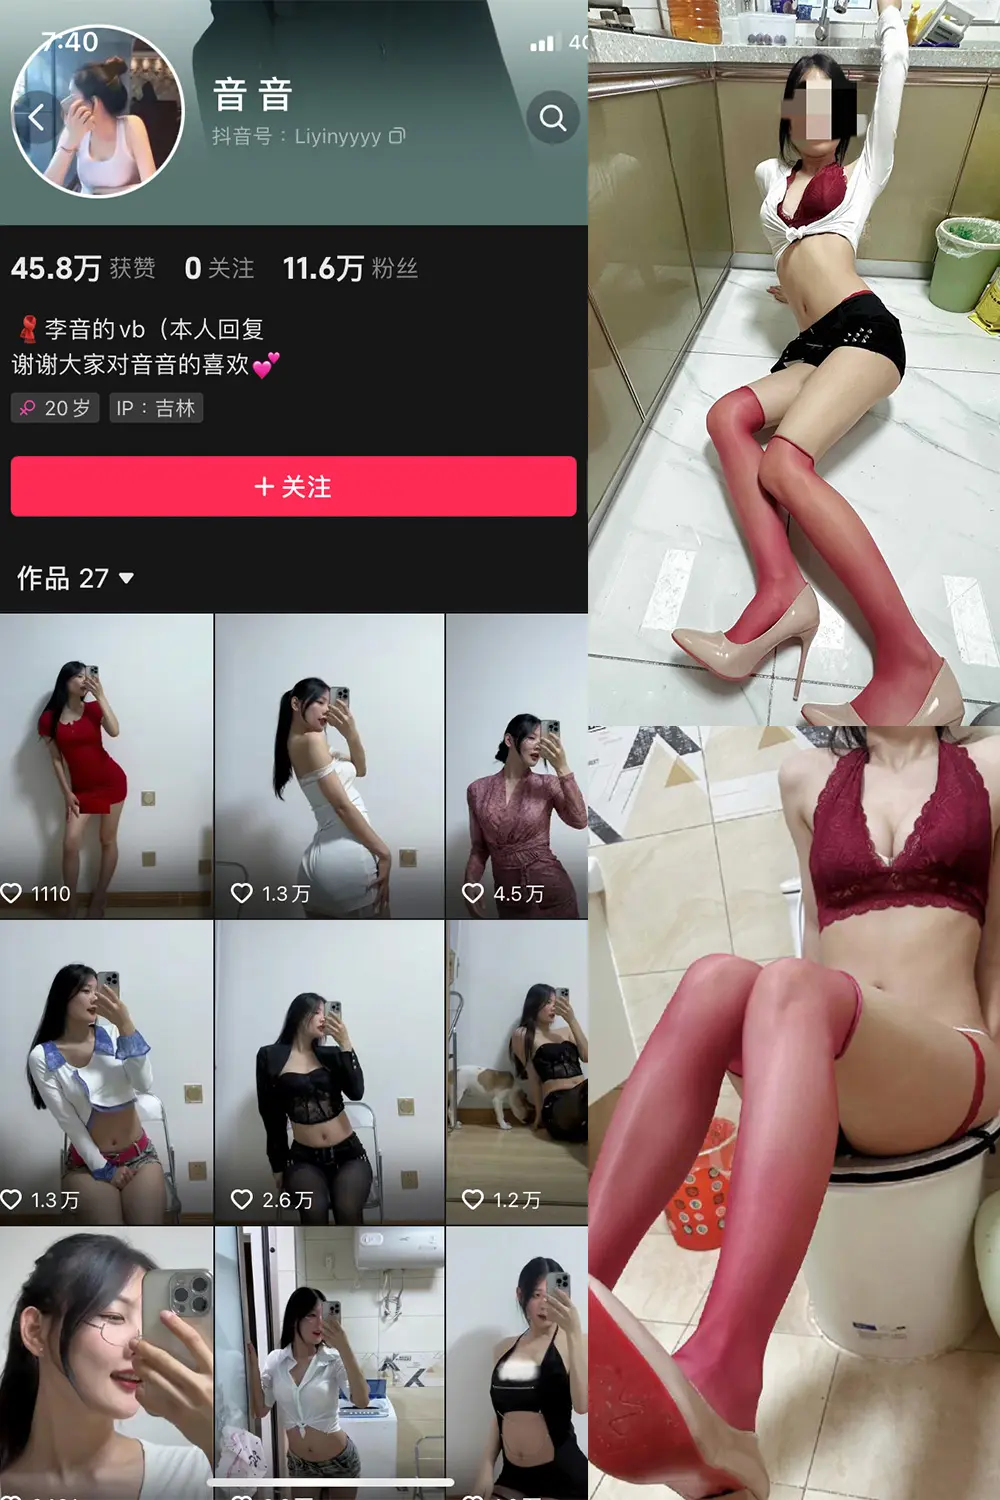 7:40
音音
抖音号：Liyinyyyy
45.8万 获赞 0 关注 11.6万 粉丝
李音的vb（本人回复
谢谢大家对音音的喜欢💕
20岁 IP：吉林
+ 关注
作品 27
1110 1.3万 4.5万
1.3万 2.6万 1.2万